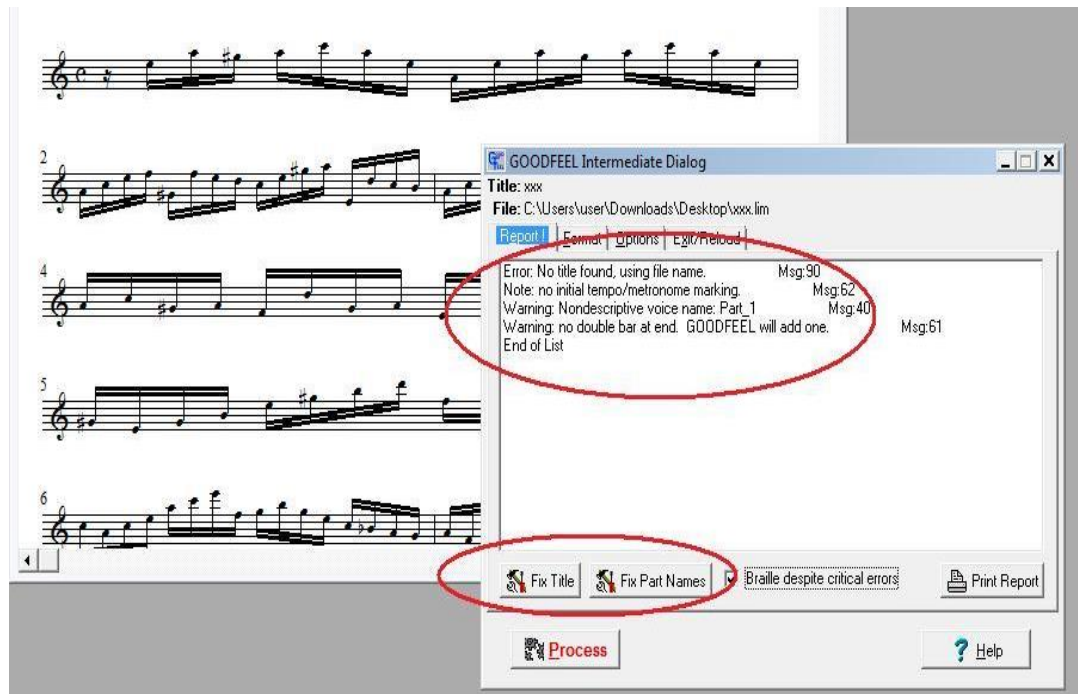 2
4
5
6
GOODFEEL Intermediate Dialog
Title: xxx
File: C:\Users\user\Downloads\Desktop\xxx.lim
Report! Format Options Exit/Reload
Error: No title found, using file name. Msg:90
Note: no initial tempo/metronome marking. Msg:62
Warning: Nondescriptive voice name: Part_1 Msg:40
Warning: no double bar at end. GOODFEEL will add one. Msg:61
End of List
Fix Title Fix Part Names Braille despite critical errors Print Report
Process Help